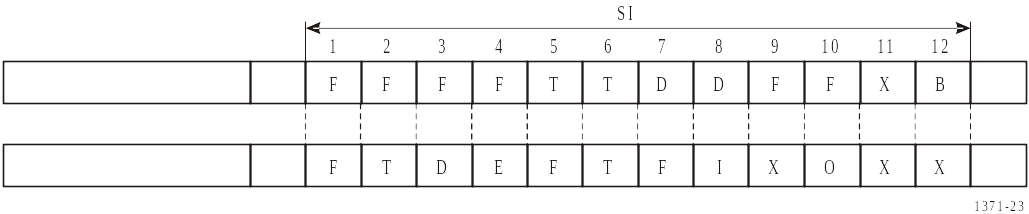 SI
1 2 3 4 5 6 7 8 9 10 11 12
F F F F T T D D F F X B
F T D E F T F I X O X X
1371-23